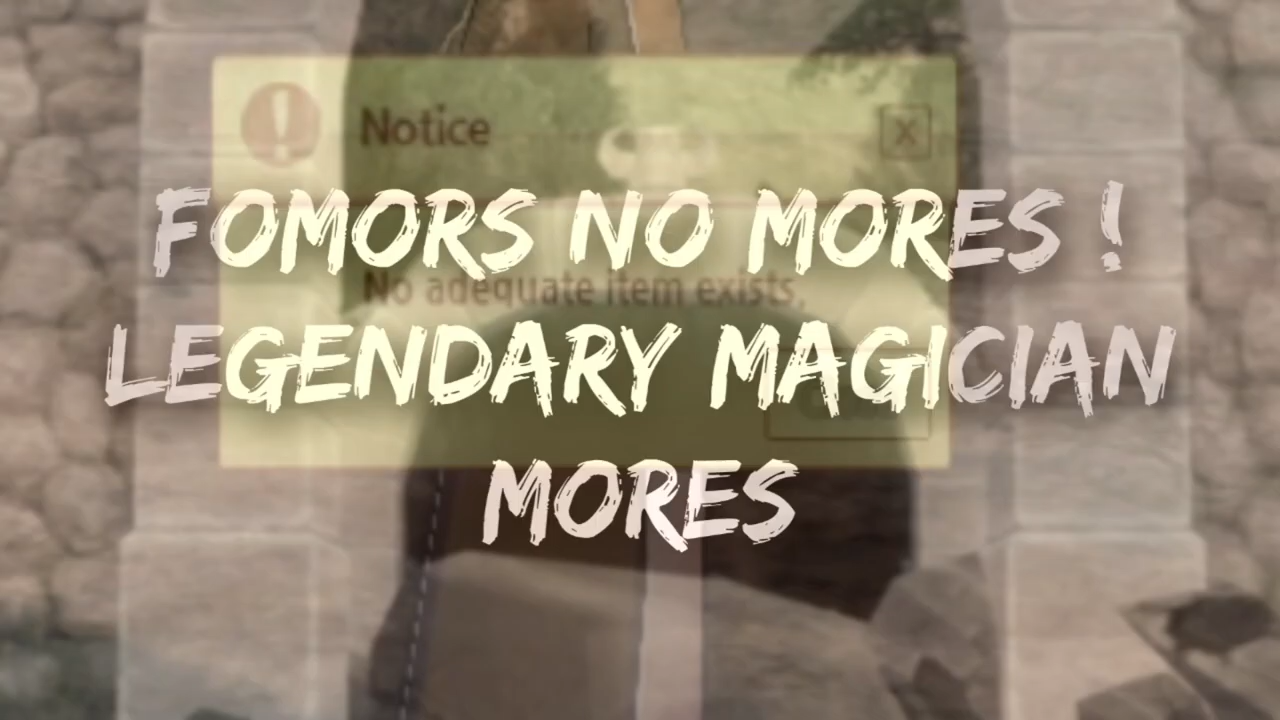 Notice
X
FOMORS NO MORES !
No adequate item exists,
LEGENDARY MAGICIAN
MORES